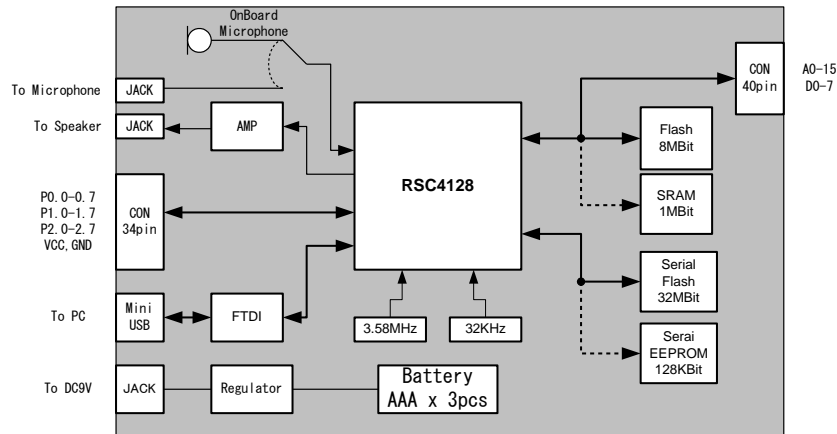 OnBoard
Microphone
To Microphone
JACK
To Speaker
JACK
AMP
P0.0-0.7
P1.0-1.7
P2.0-2.7
VCC,GND
CON
34pin
To PC
Mini
USB
FTDI
To DC9V
JACK
Regulator
Battery
AAA x 3pcs
RSC4128
3.58MHz
32KHz
CON
40pin
A0-15
D0-7
Flash
8MBit
SRAM
1MBit
Serial
Flash
32MBit
Serai
EEPROM
128KBit